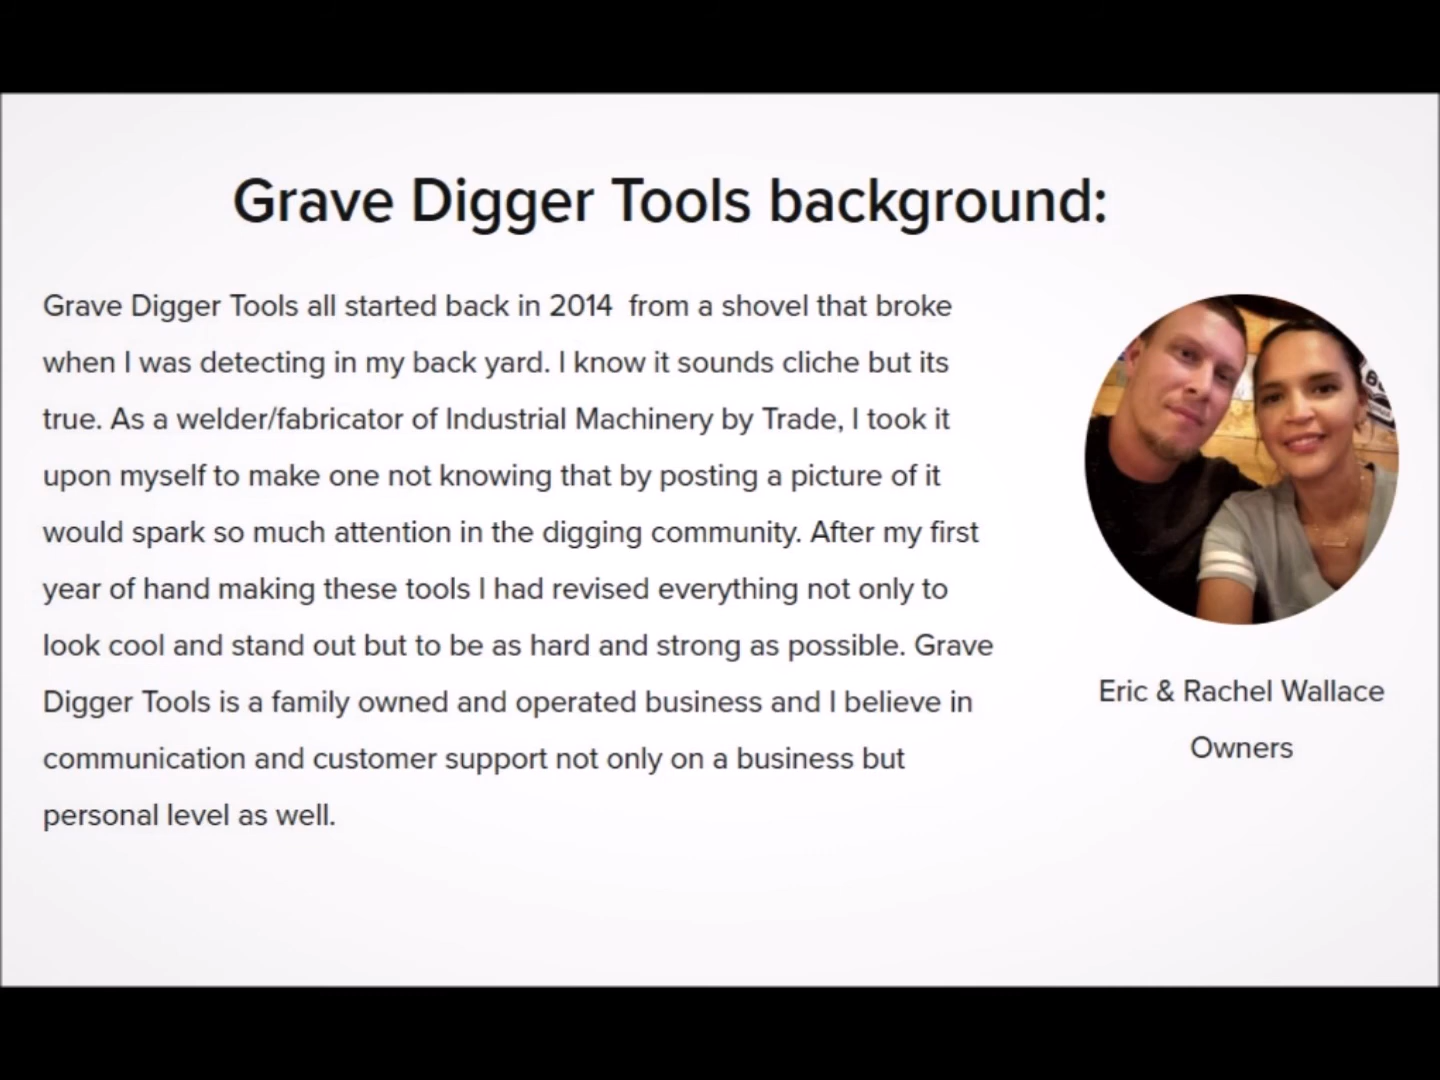 Grave Digger Tools background:
Grave Digger Tools all started back in 2014  from a shovel that broke
when I was detecting in my back yard. I know it sounds cliche but its
true. As a welder/fabricator of Industrial Machinery by Trade, I took it
upon myself to make one not knowing that by posting a picture of it
would spark so much attention in the digging community. After my first
year of hand making these tools I had revised everything not only to
look cool and stand out but to be as hard and strong as possible. Grave
Digger Tools is a family owned and operated business and I believe in
communication and customer support not only on a business but
personal level as well.
Eric & Rachel Wallace
Owners